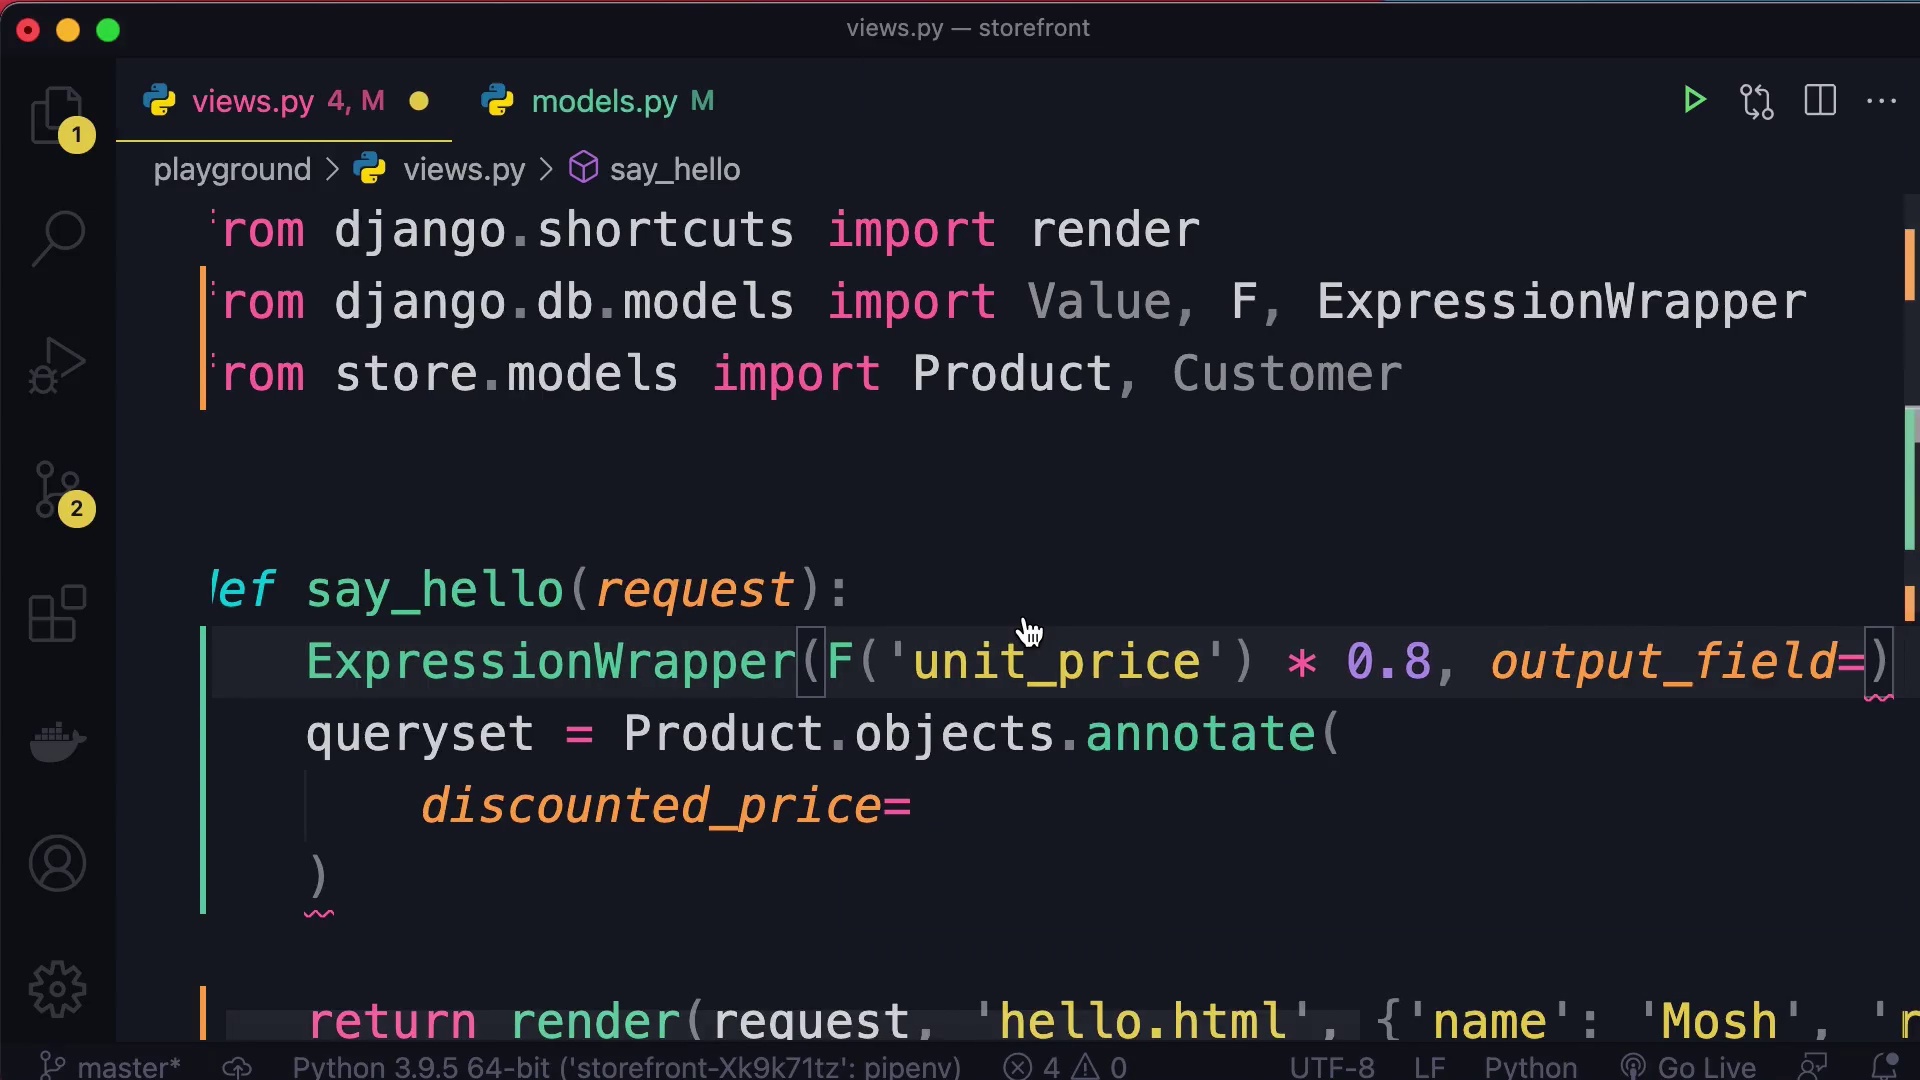 views.py — storefront
views.py 4, M models.py M
playground > views.py > say_hello
rom django.shortcuts import render
rom django.db.models import Value, F, ExpressionWrapper
rom store.models import Product, Customer
def say_hello(request):
ExpressionWrapper(F('unit_price') * 0.8, output_field=)
queryset = Product.objects.annotate(
discounted_price=
)
return render(request, 'hello.html', {'name': 'Mosh', 'r
1
2
master* Python 3.9.5 64-bit ('storefront-Xk9k71tz': pipenv) 4 0 UTF-8 LF Python Go Live